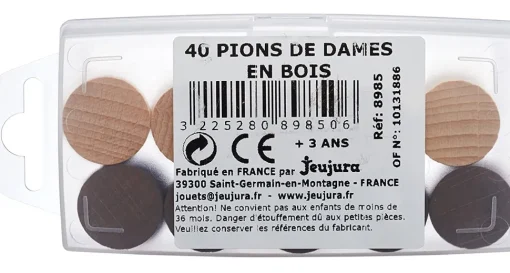 40 PIONS DE DAMES
EN BOIS
3 225280 898506
Réf: 8985
OF N°: 10131886
CE + 3 ANS
Fabriqué en FRANCE par Jeujura
39300 Saint-Germain-en-Montagne - FRANCE
jouets@jeujura.fr - www.jeujura.fr
Attention! Ne convient pas aux enfants de moins de
36 mois. Danger d'étouffement dû aux petites pièces.
Veuillez conserver les références du fabricant.